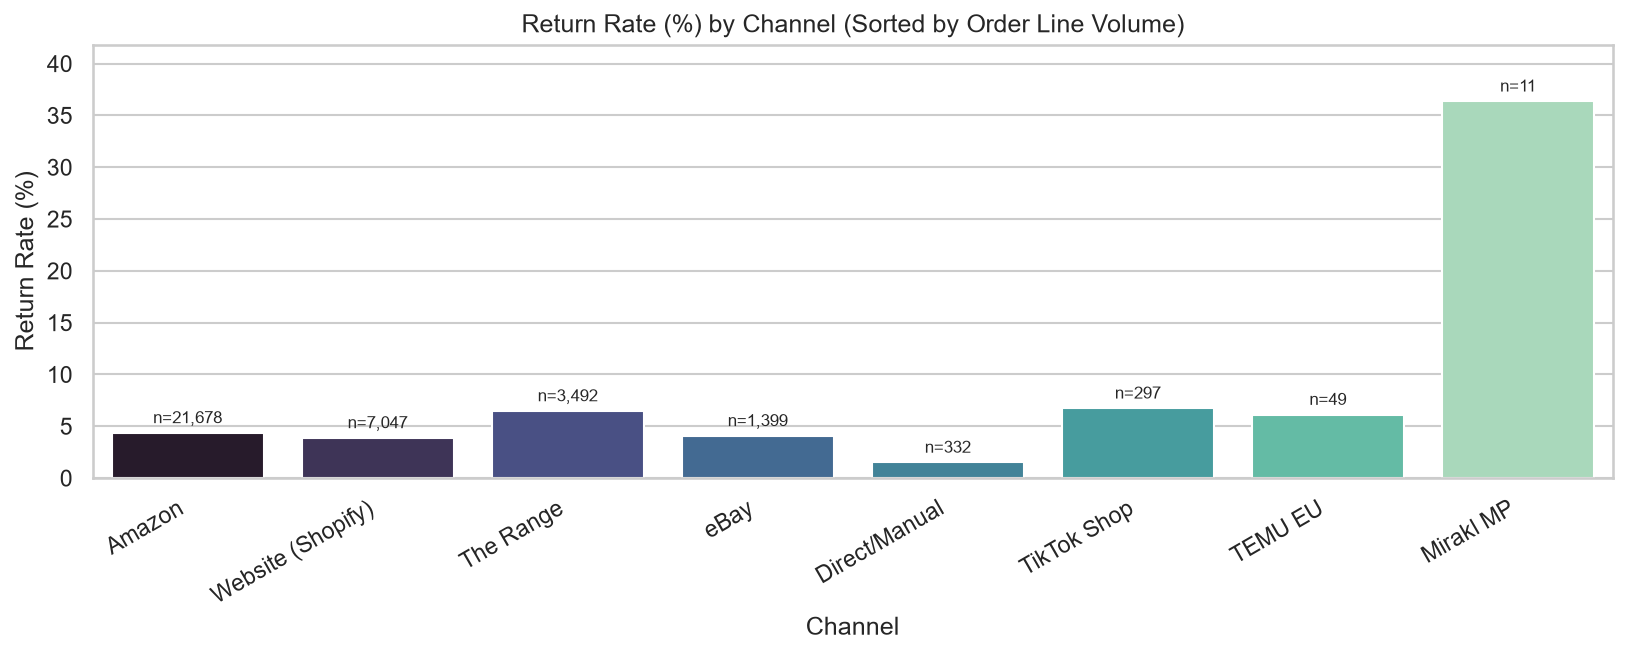 Return Rate (%) by Channel (Sorted by Order Line Volume)
Return Rate (%)
40
35
30
25
20
15
10
5
0
n=21,678
n=7,047
n=3,492
n=1,399
n=332
n=297
n=49
n=11
Amazon
Website (Shopify)
The Range
eBay
Direct/Manual
TikTok Shop
TEMU EU
Mirakl MP
Channel